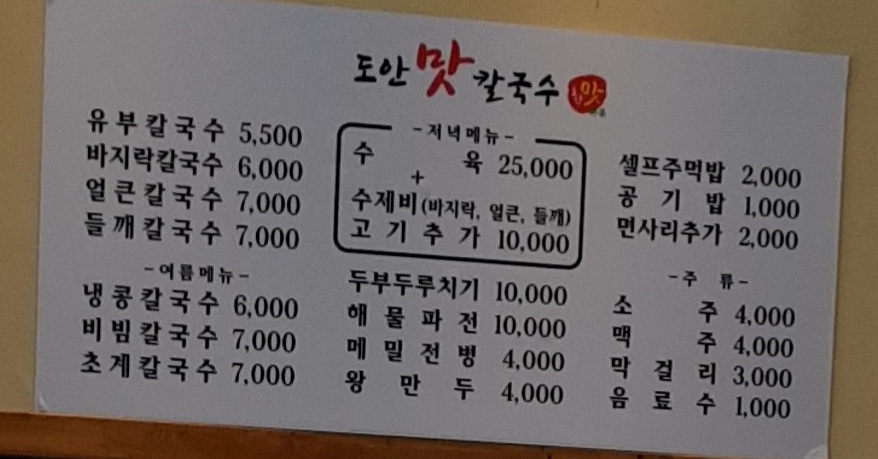 도안 맛 칼국수
맛
유부칼국수 5,500
바지락칼국수 6,000
얼큰칼국수 7,000
들깨칼국수 7,000
-여름메뉴-
냉콩칼국수 6,000
비빔칼국수 7,000
초계칼국수 7,000
-저녁메뉴-
수육 25,000
+
수제비(바지락, 얼큰, 들깨)
고기추가 10,000
두부두루치기 10,000
해물파전 10,000
메밀전병 4,000
왕만두 4,000
셀프주먹밥 2,000
공기밥 1,000
면사리추가 2,000
-주류-
소주 4,000
맥주 4,000
막걸리 3,000
음료수 1,000